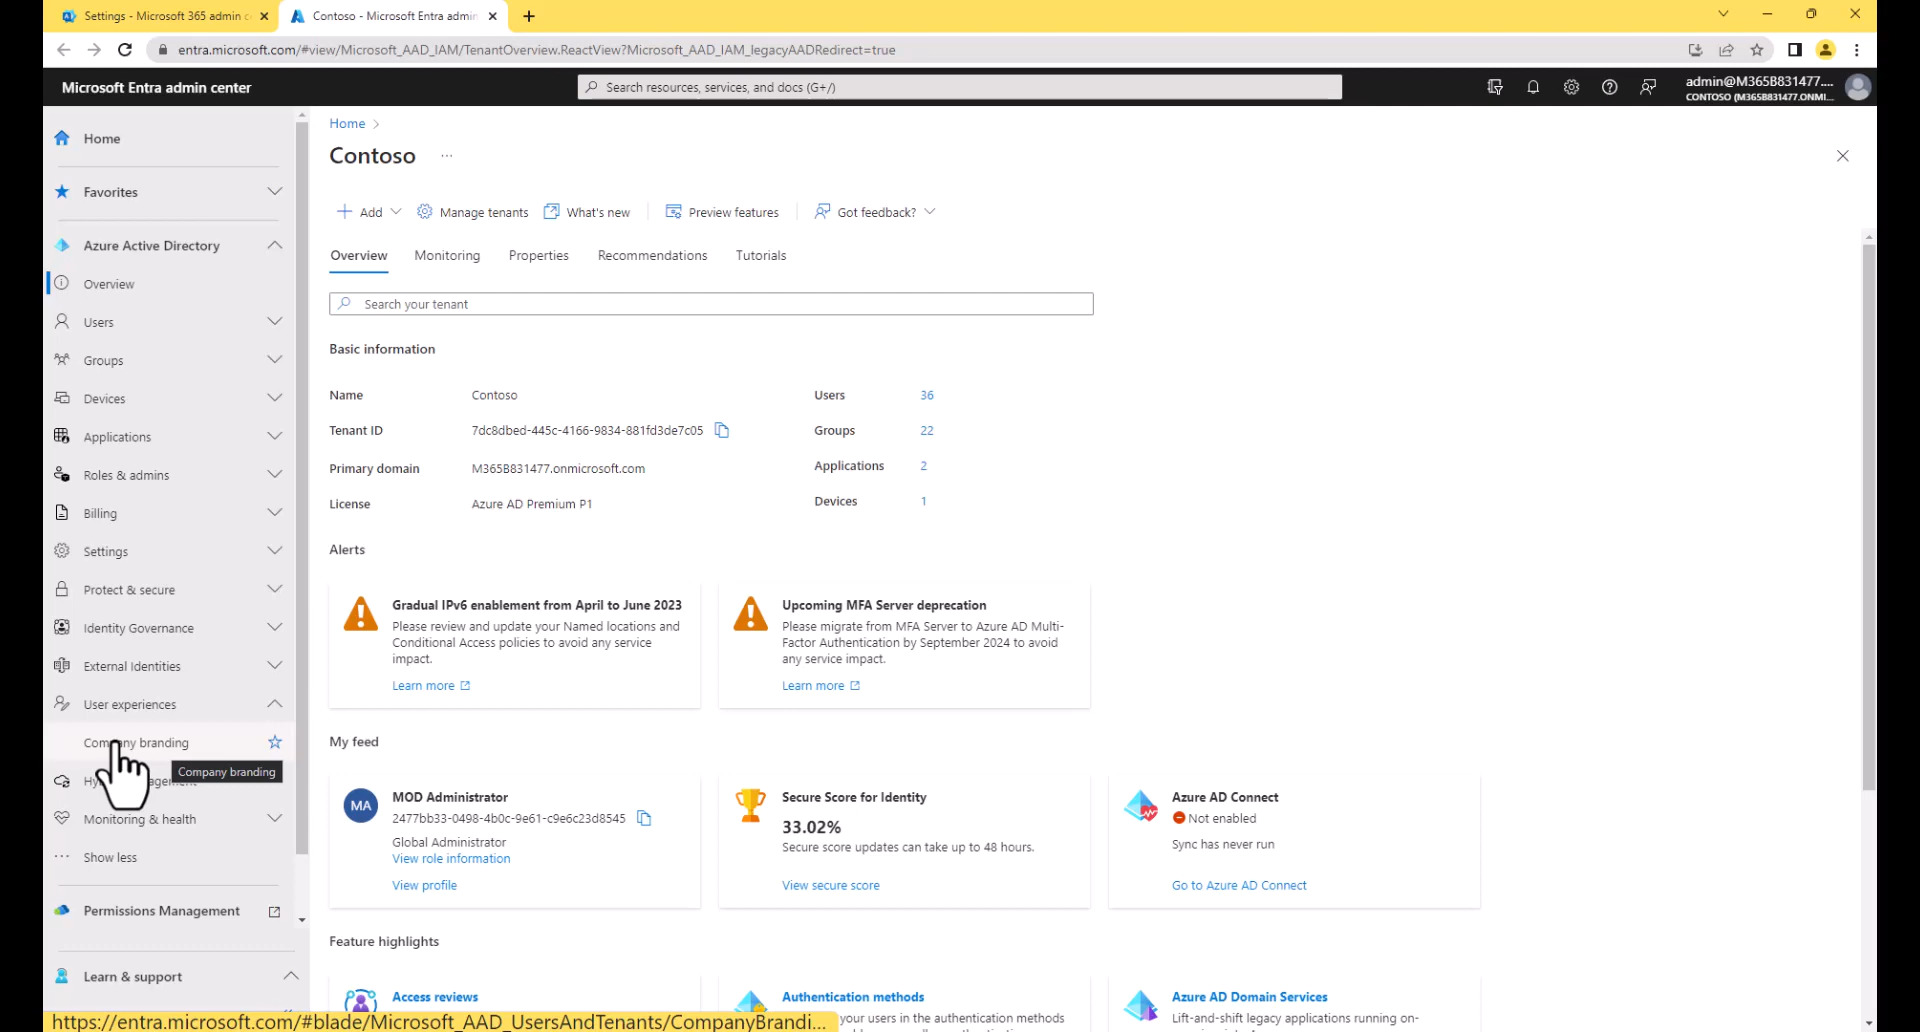 Settings - Microsoft 365 admin c
Contoso - Microsoft Entra admin
entra.microsoft.com/#view/Microsoft_AAD_IAM/TenantOverview.ReactView?Microsoft_AAD_IAM_legacyAADRedirect=true
Microsoft Entra admin center
Search resources, services, and docs (G+/)
admin@M365B831477....
CONTOSO (M365B831477.ONMI...
Home
Favorites
Azure Active Directory
Overview
Users
Groups
Devices
Applications
Roles & admins
Billing
Settings
Protect & secure
Identity Governance
External Identities
User experiences
Company branding
Company branding
Monitoring & health
Show less
Permissions Management
Learn & support
https://entra.microsoft.com/#blade/Microsoft_AAD_UsersAndTenants/CompanyBrandi...
Home
Contoso
Add
Manage tenants
What's new
Preview features
Got feedback?
Overview
Monitoring
Properties
Recommendations
Tutorials
Search your tenant
Basic information
Name
Contoso
Users
36
Tenant ID
7dc8dbed-445c-4166-9834-881fd3de7c05
Groups
22
Primary domain
M365B831477.onmicrosoft.com
Applications
2
License
Azure AD Premium P1
Devices
1
Alerts
Gradual IPv6 enablement from April to June 2023
Please review and update your Named locations and
Conditional Access policies to avoid any service
impact.
Learn more
Upcoming MFA Server deprecation
Please migrate from MFA Server to Azure AD Multi-
Factor Authentication by September 2024 to avoid
any service impact.
Learn more
My feed
MA
MOD Administrator
2477bb33-0498-4b0c-9e61-c9e6c23d8545
Global Administrator
View role information
View profile
Secure Score for Identity
33.02%
Secure score updates can take up to 48 hours.
View secure score
Azure AD Connect
Not enabled
Sync has never run
Go to Azure AD Connect
Feature highlights
Access reviews
Authentication methods
your users in the authentication methods
Azure AD Domain Services
Lift-and-shift legacy applications running on-